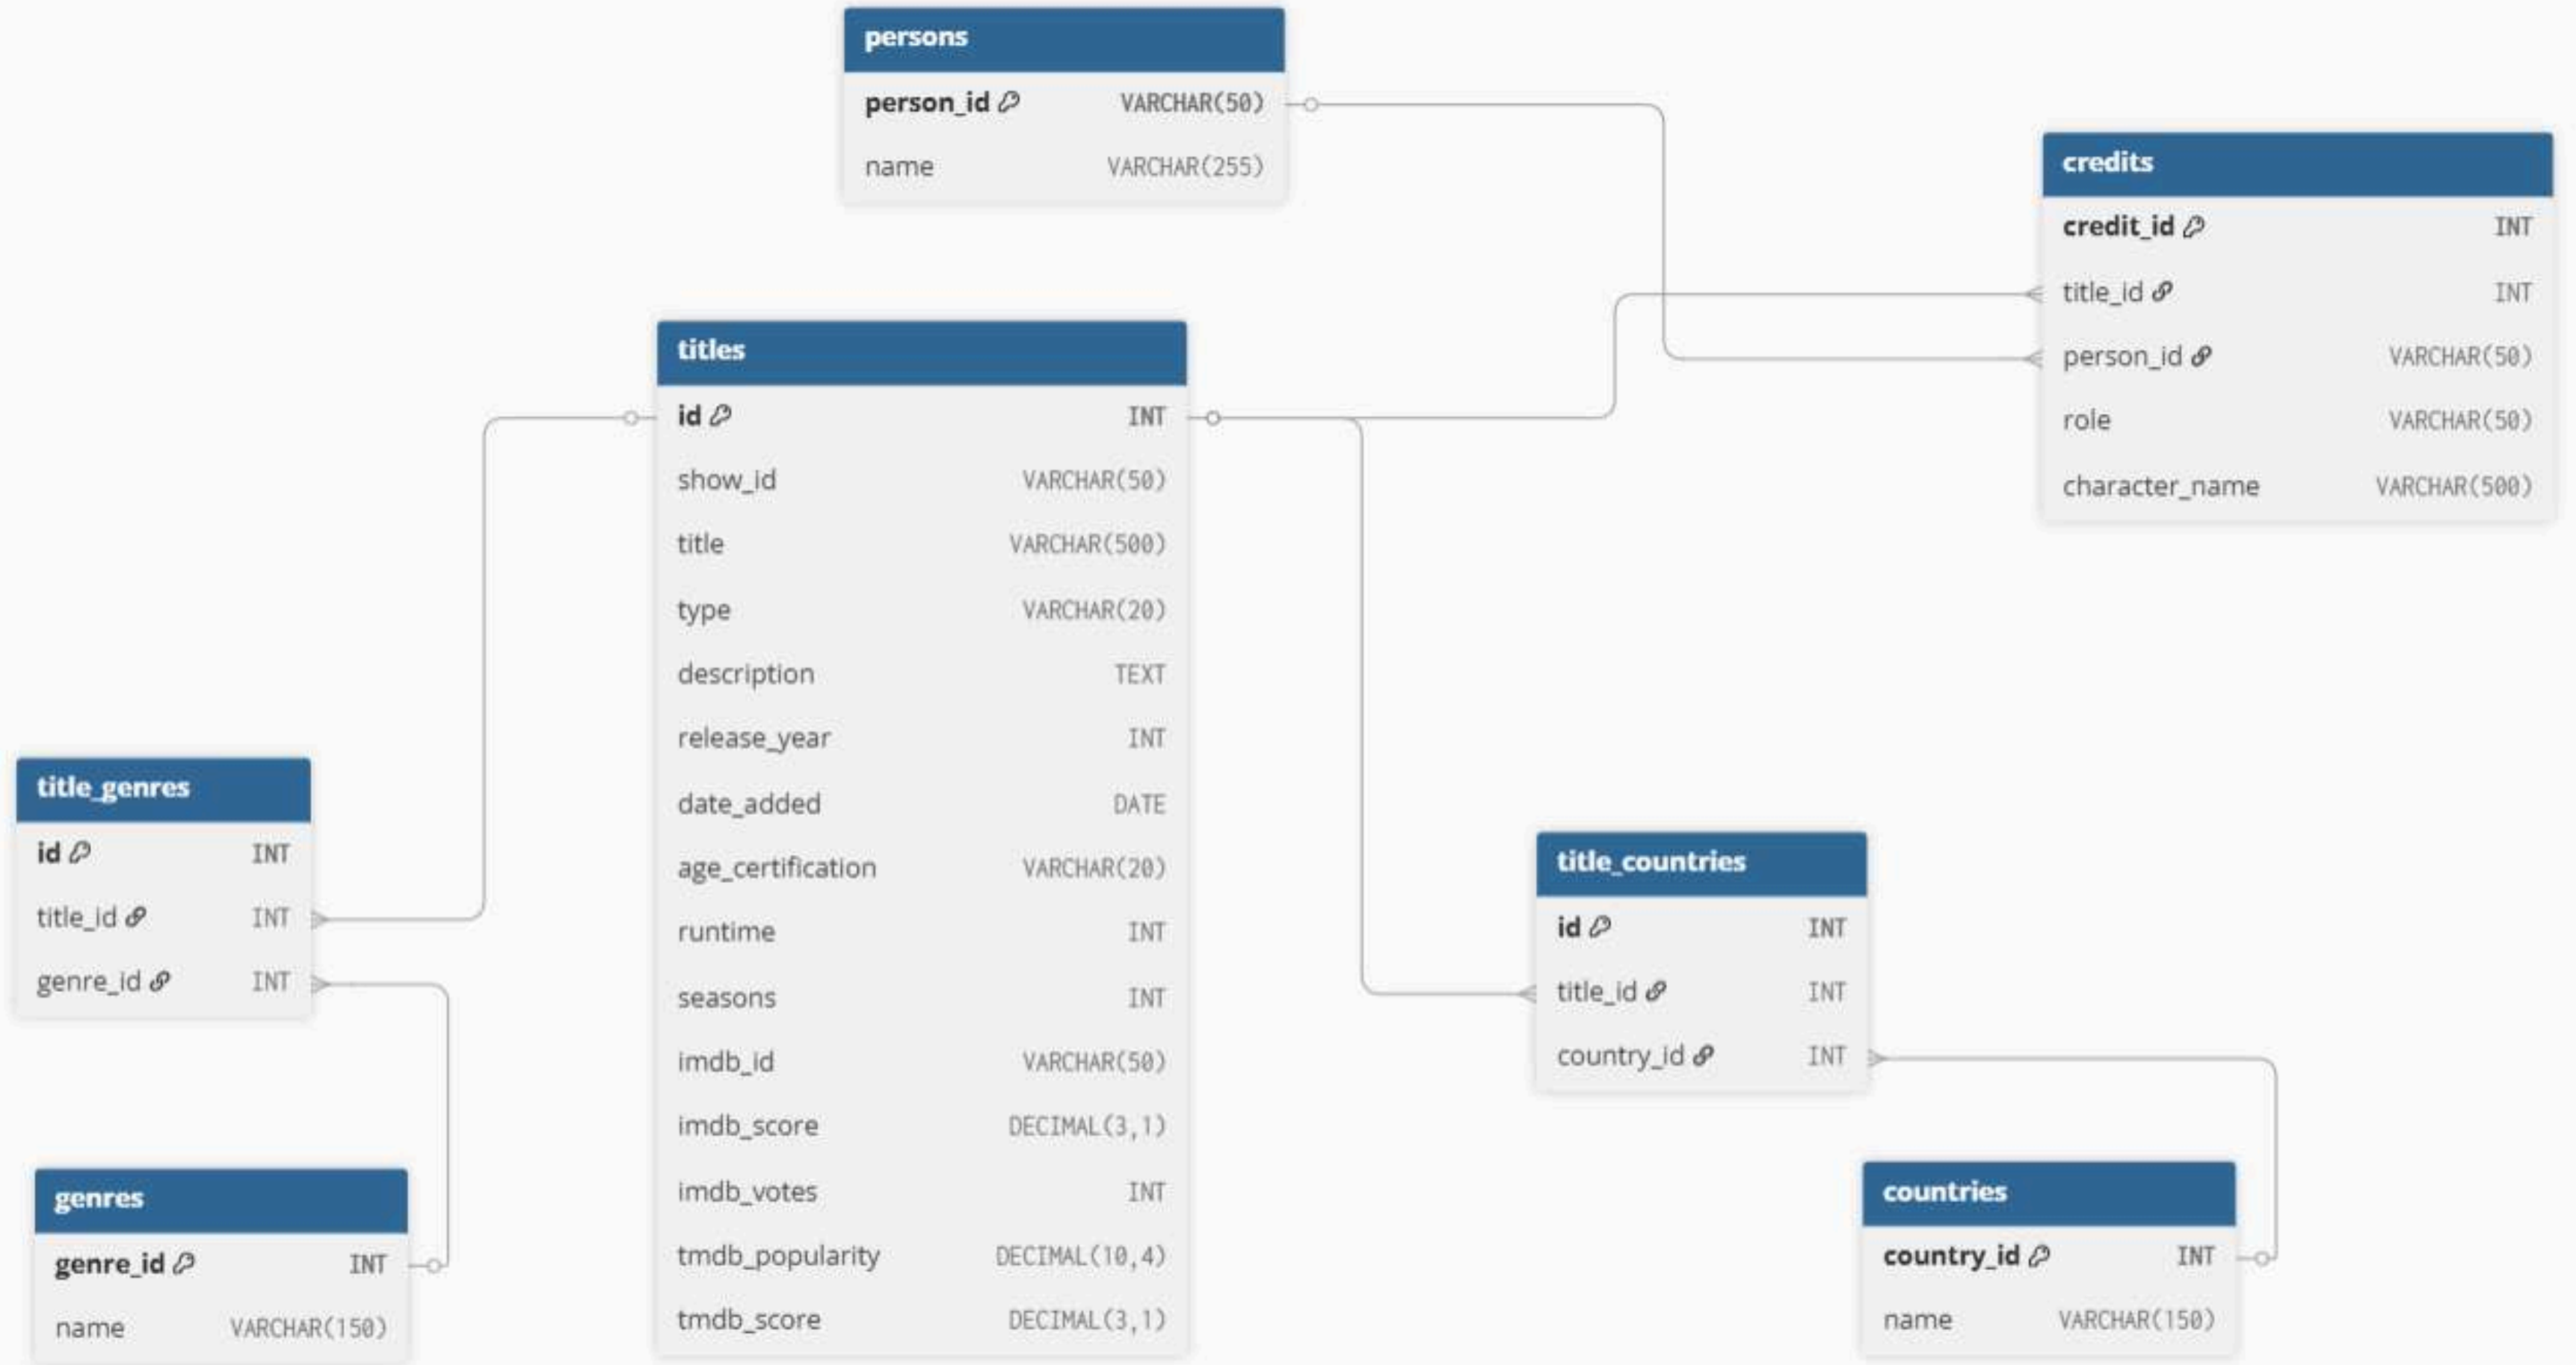 persons
person_id VARCHAR(50)
name VARCHAR(255)
credits
credit_id INT
title_id INT
person_id VARCHAR(50)
role VARCHAR(50)
character_name VARCHAR(500)
titles
id INT
show_id VARCHAR(50)
title VARCHAR(500)
type VARCHAR(20)
description TEXT
release_year INT
date_added DATE
age_certification VARCHAR(20)
runtime INT
seasons INT
imdb_id VARCHAR(50)
imdb_score DECIMAL(3,1)
imdb_votes INT
tmdb_popularity DECIMAL(10,4)
tmdb_score DECIMAL(3,1)
title_genres
id INT
title_id INT
genre_id INT
genres
genre_id INT
name VARCHAR(150)
title_countries
id INT
title_id INT
country_id INT
countries
country_id INT
name VARCHAR(150)